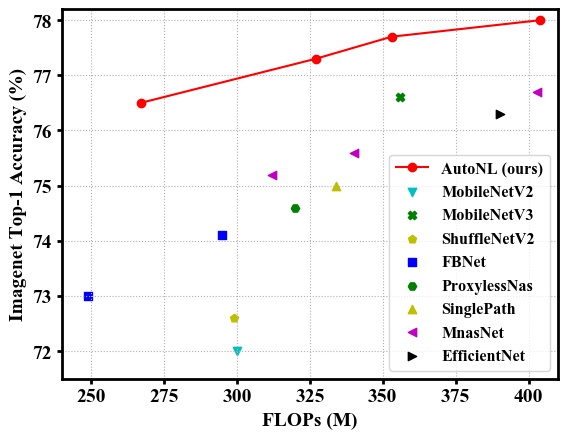 Imagenet Top-1 Accuracy (%)
78
77
76
75
74
73
72
AutoNL (ours)
MobileNetV2
MobileNetV3
ShuffleNetV2
FBNet
ProxylessNas
SinglePath
MnasNet
EfficientNet
250 275 300 325 350 375 400
FLOPs (M)